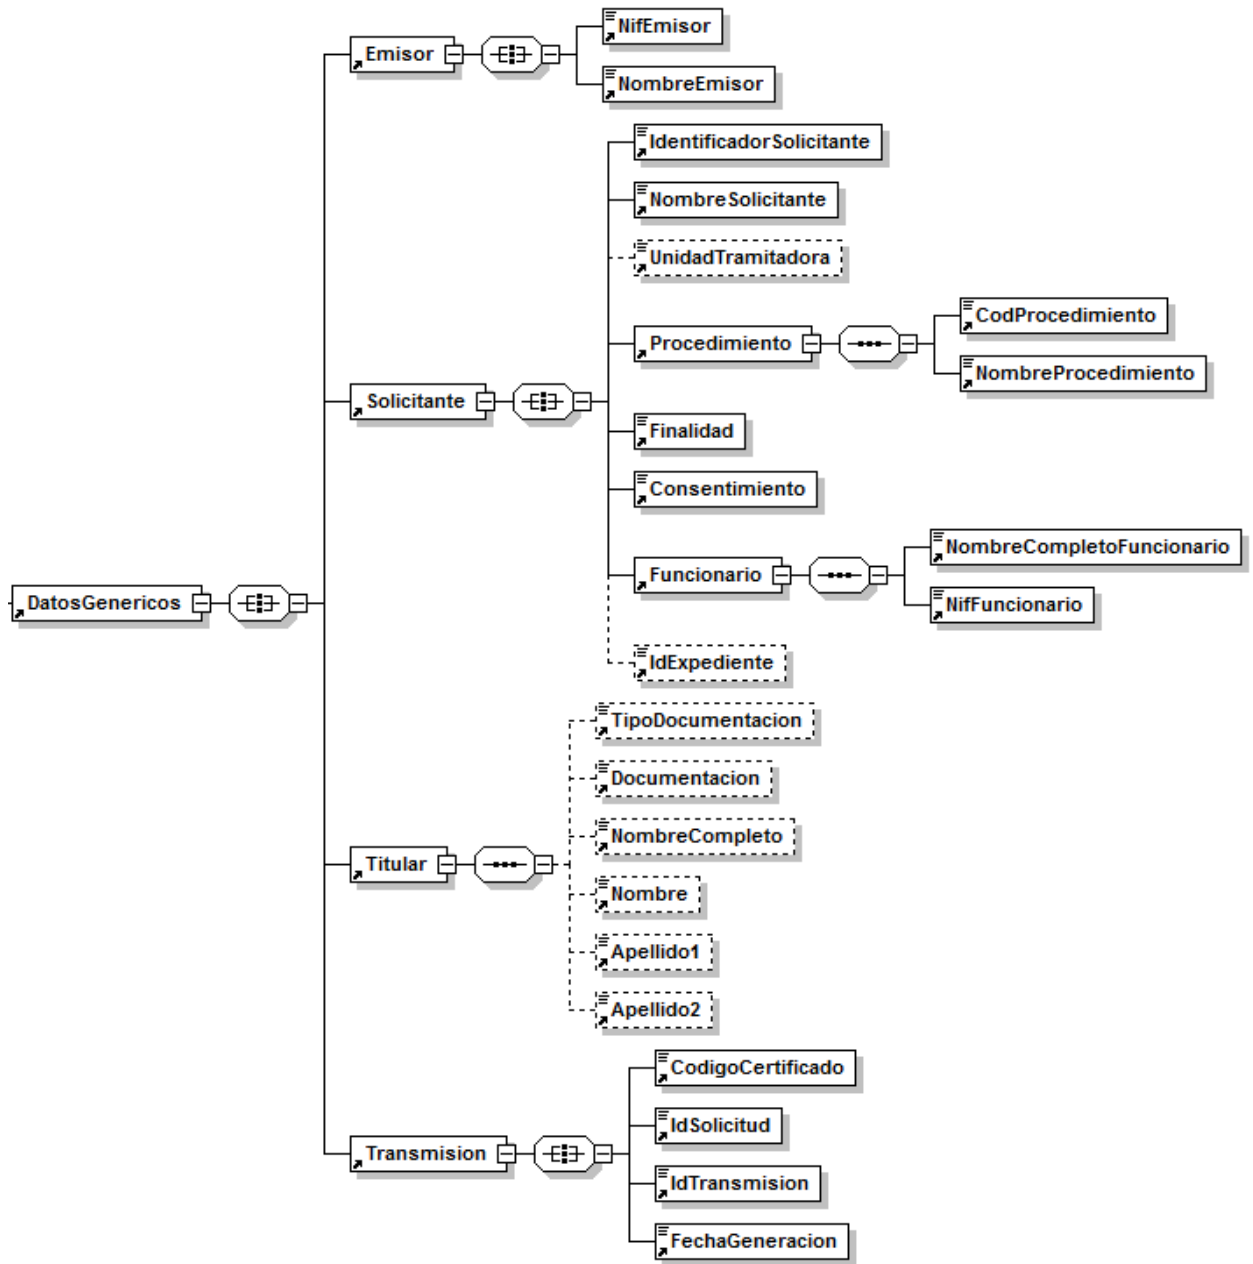 NifEmisor
Emisor
NombreEmisor
IdentificadorSolicitante
NombreSolicitante
UnidadTramitadora
CodProcedimiento
Procedimiento
NombreProcedimiento
Solicitante
Finalidad
Consentimiento
NombreCompletoFuncionario
Funcionario
NifFuncionario
DatosGenericos
IdExpediente
TipoDocumentacion
Documentacion
NombreCompleto
Titular
Nombre
Apellido1
Apellido2
CodigoCertificado
IdSolicitud
Transmision
IdTransmision
FechaGeneracion